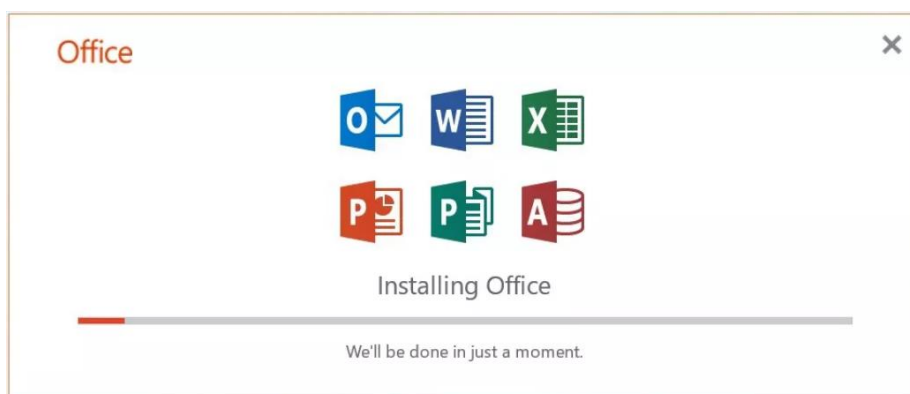 Office
O W X
P P A
Installing Office
We'll be done in just a moment.